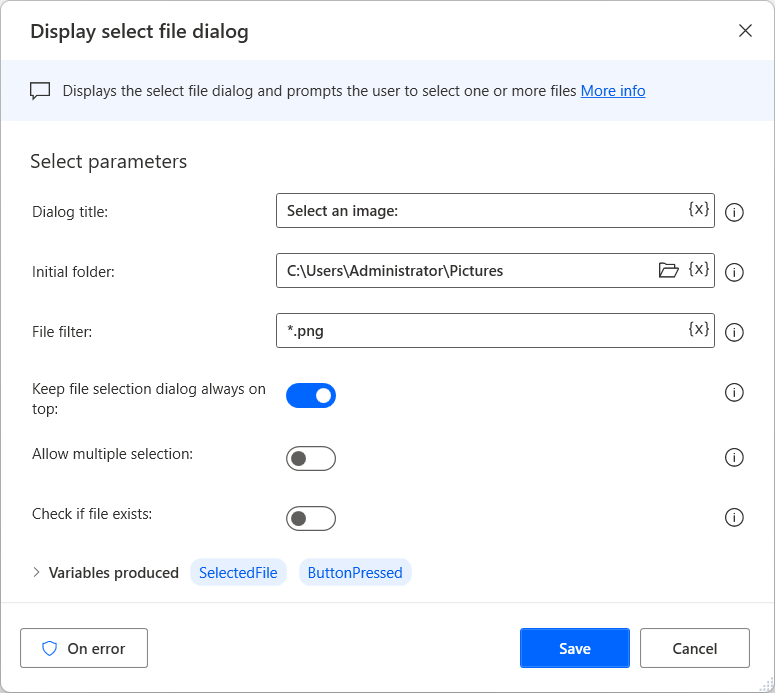 Display select file dialog
Displays the select file dialog and prompts the user to select one or more files More info
Select parameters
Dialog title:
Select an image:
{x}
Initial folder:
C:\Users\Administrator\Pictures
{x}
File filter:
*.png
{x}
Keep file selection dialog always on
top:
Allow multiple selection:
Check if file exists:
Variables produced SelectedFile ButtonPressed
On error
Save
Cancel